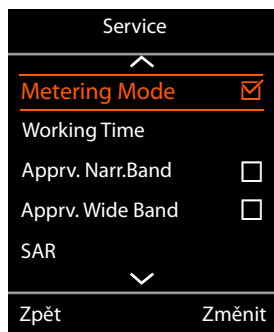 Service
Metering Mode
Working Time
Apprv. Narr.Band
Apprv. Wide Band
SAR
Zpět Změnit